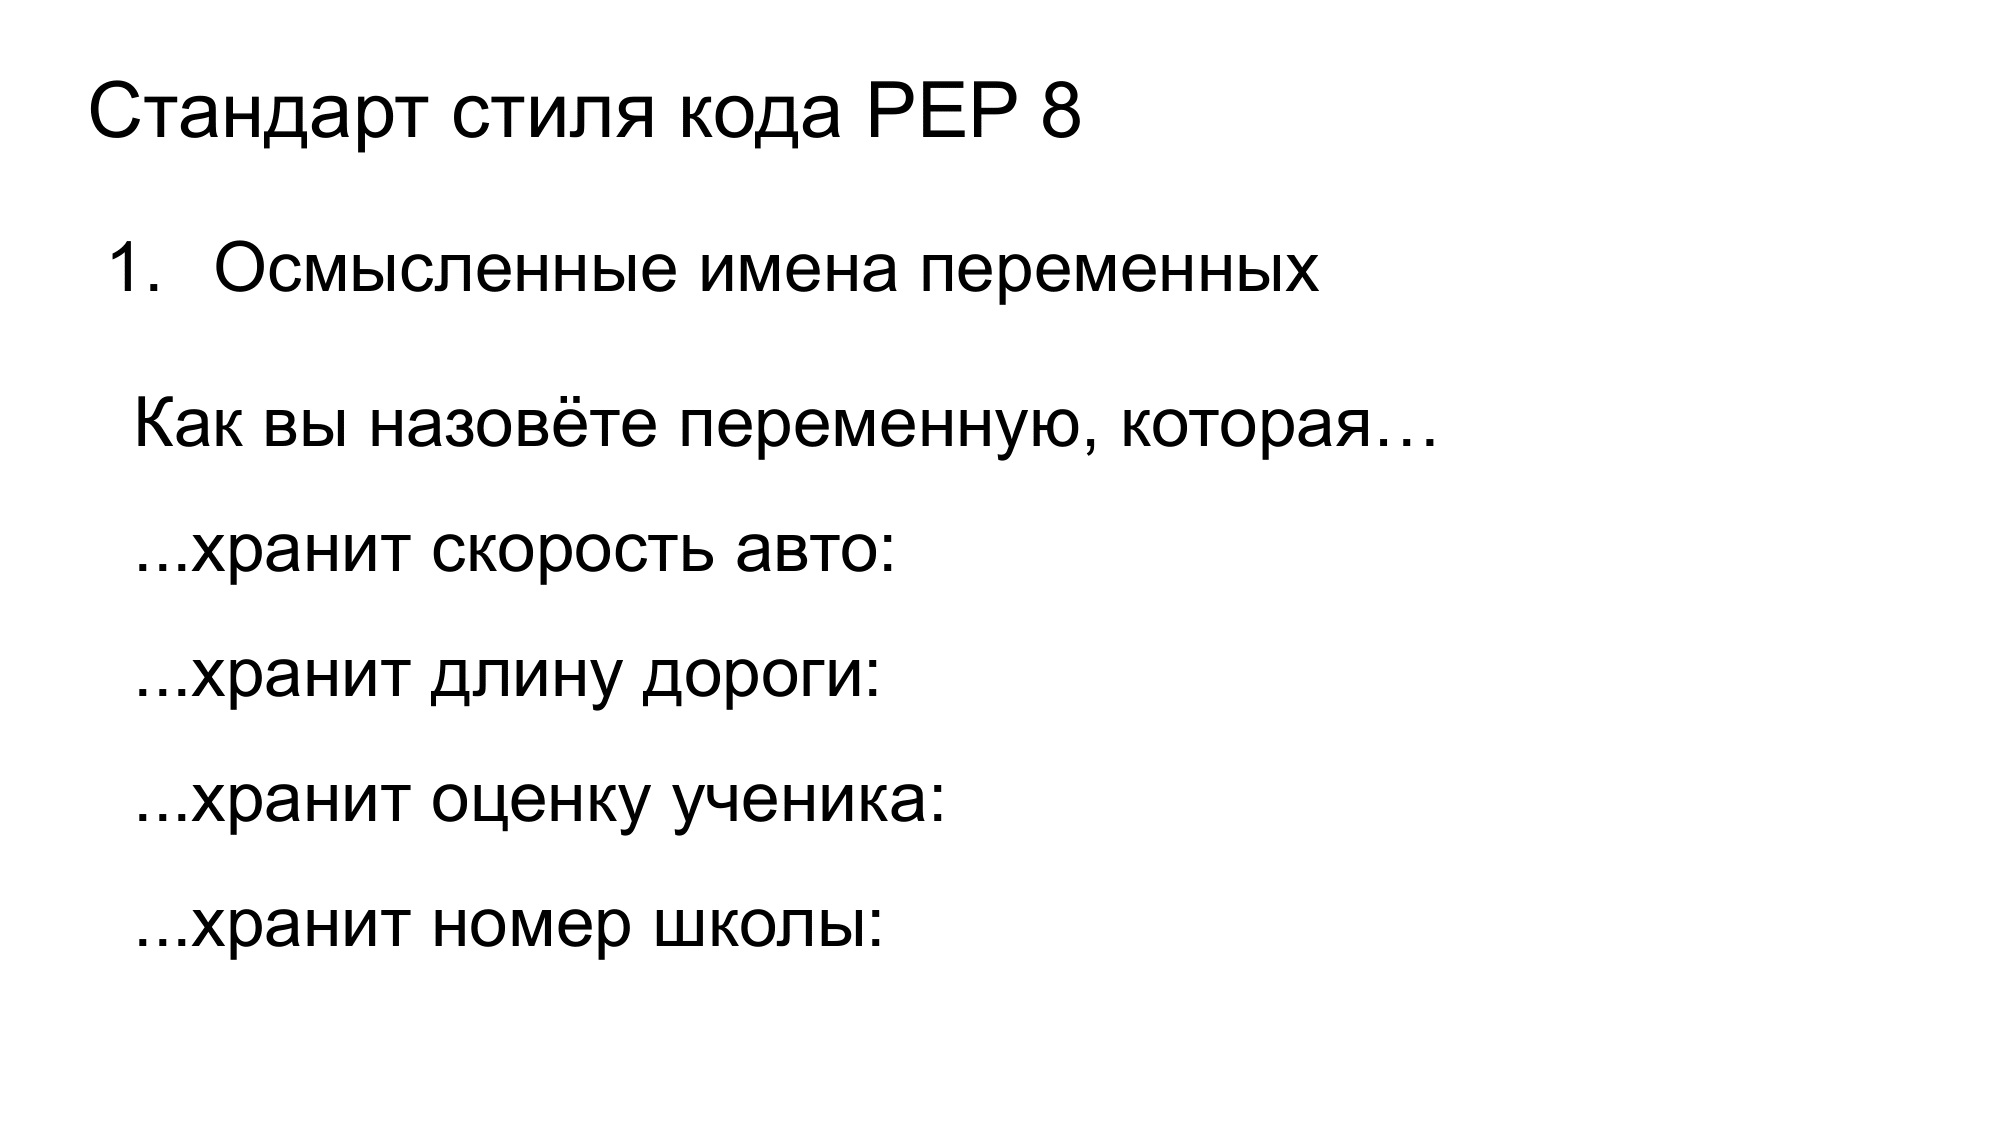 Стандарт стиля кода PEP 8
1. Осмысленные имена переменных
Как вы назовёте переменную, которая…
...хранит скорость авто:
...хранит длину дороги:
...хранит оценку ученика:
...хранит номер школы: